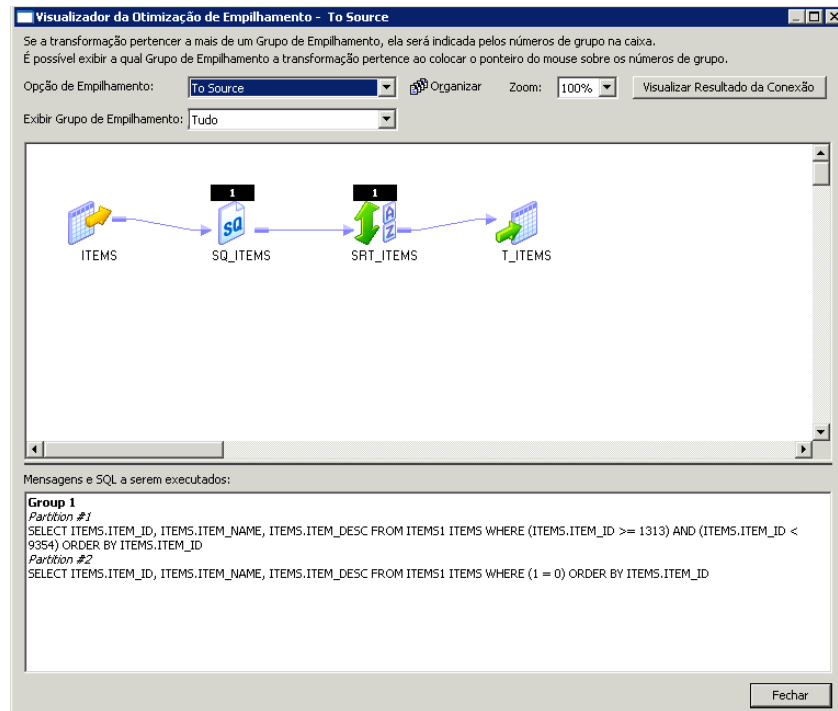 Visualizador da Otimização de Empilhamento - To Source
Se a transformação pertencer a mais de um Grupo de Empilhamento, ela será indicada pelos números de grupo na caixa.
É possível exibir a qual Grupo de Empilhamento a transformação pertence ao colocar o ponteiro do mouse sobre os números de grupo.
Opção de Empilhamento: To Source Organizar Zoom: 100% Visualizar Resultado da Conexão
Exibir Grupo de Empilhamento: Tudo
1 1
SQ A Z
ITEMS SQ_ITEMS SRT_ITEMS T_ITEMS
Mensagens e SQL a serem executados:
Group 1
Partition #1
SELECT ITEMS.ITEM_ID, ITEMS.ITEM_NAME, ITEMS.ITEM_DESC FROM ITEMS1 ITEMS WHERE (ITEMS.ITEM_ID >= 1313) AND (ITEMS.ITEM_ID <
9354) ORDER BY ITEMS.ITEM_ID
Partition #2
SELECT ITEMS.ITEM_ID, ITEMS.ITEM_NAME, ITEMS.ITEM_DESC FROM ITEMS1 ITEMS WHERE (1 = 0) ORDER BY ITEMS.ITEM_ID
Fechar